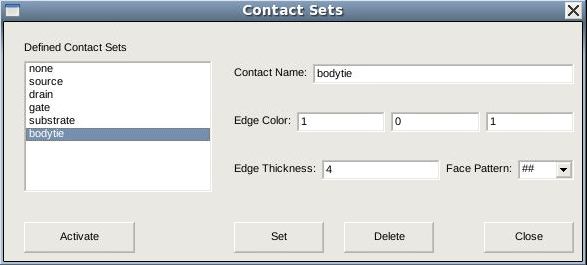 Contact Sets
Defined Contact Sets
none
source
drain
gate
substrate
bodytie
Contact Name: bodytie
Edge Color: 1 0 1
Edge Thickness: 4 Face Pattern: ##
Activate Set Delete Close